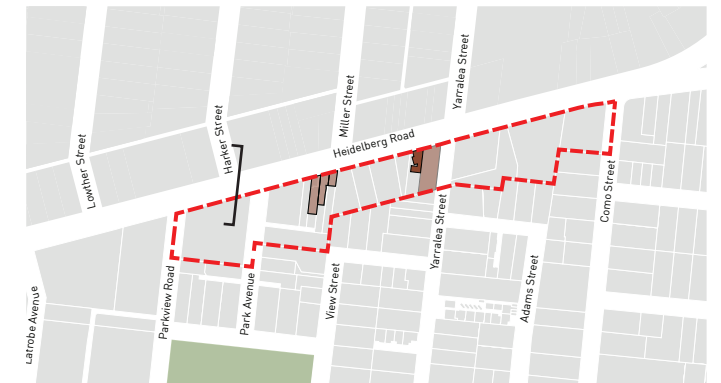 Yarralea Street
Miller Street
Harker Street
Heidelberg Road
Lowther Street
Como Street
Yarralea Street
Adams Street
View Street
Park Avenue
Parkview Road
Latrobe Avenue